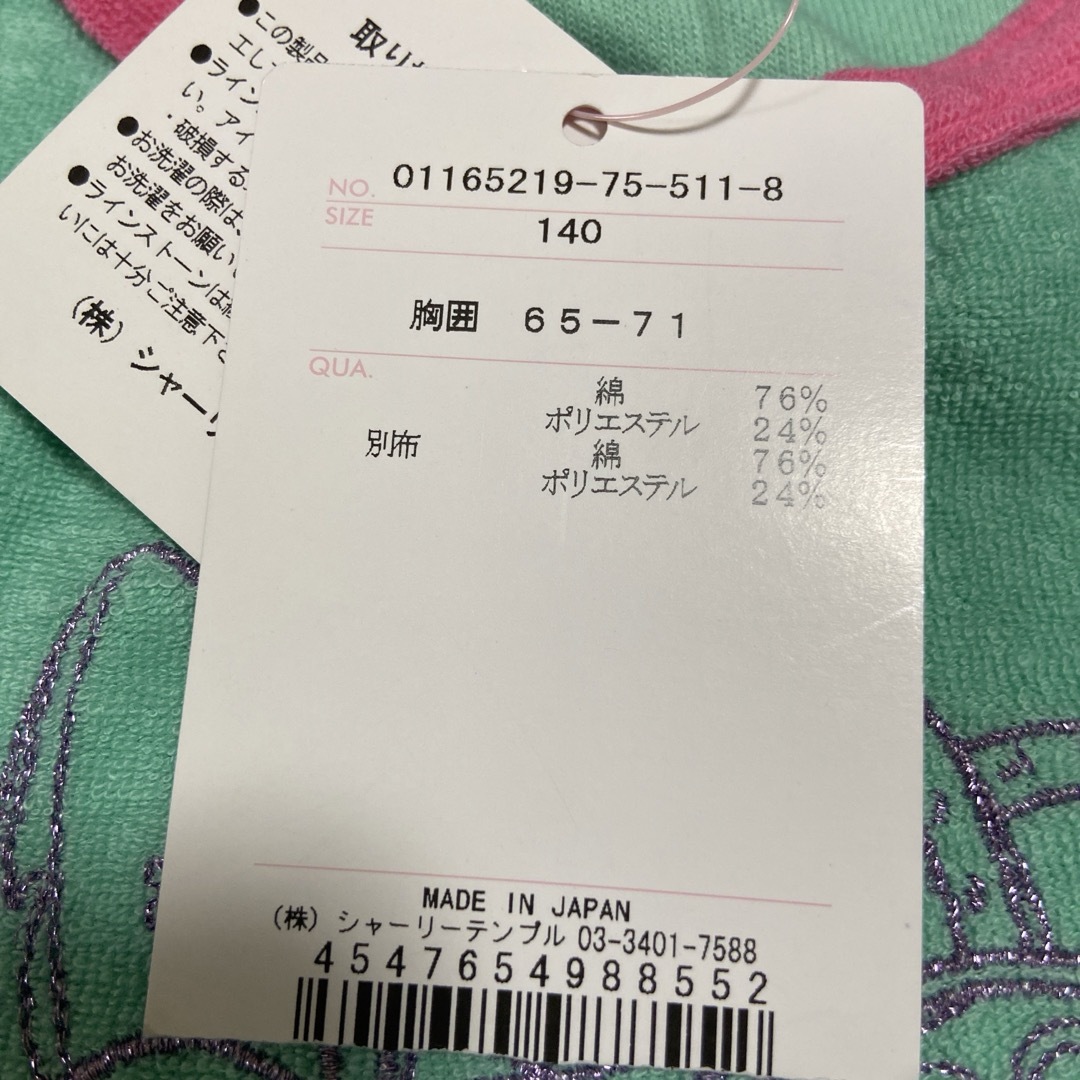 取り
●この製品
工し
●ライン
い。アイ
・破損する
●お洗濯の際は、
お洗濯をお願い
●ラインストーンは
いには十分ご注意下さ
(株) シャーリ
NO. 01165219-75-511-8
SIZE 140
胸囲 65-71
QUA.
綿 76%
ポリエステル 24%
別布 綿 76%
ポリエステル 24%
MADE IN JAPAN
(株) シャーリーテンプル 03-3401-7588
4547654988552